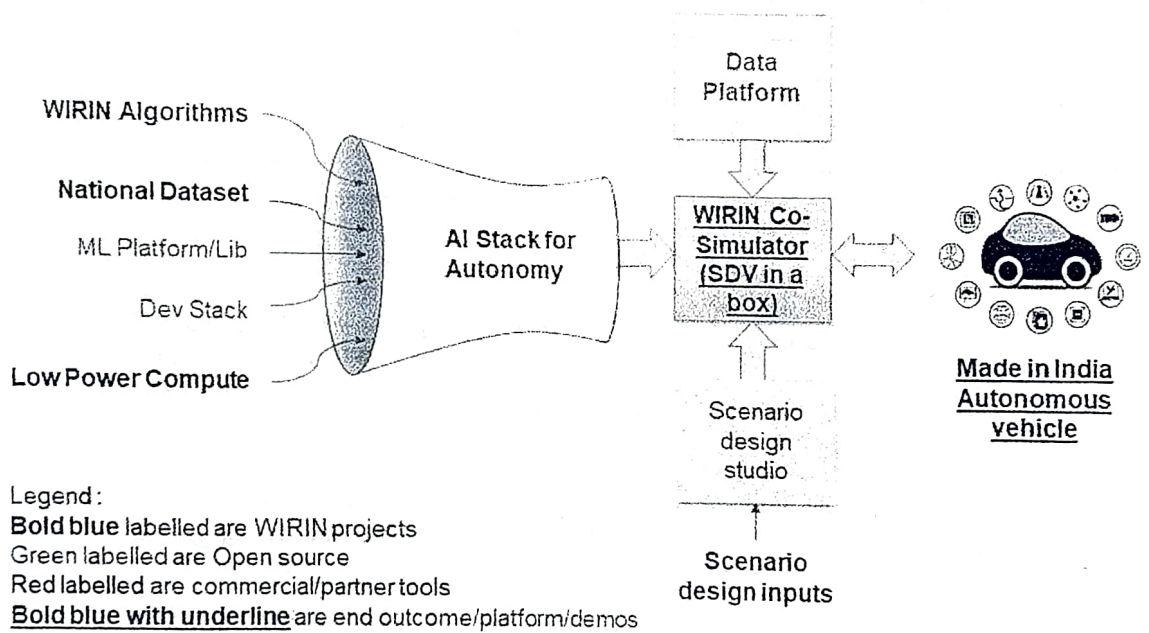 WIRIN Algorithms
National Dataset
ML Platform/Lib
Dev Stack
Low Power Compute
AI Stack for
Autonomy
Data
Platform
WIRIN Co-
Simulator
(SDV in a
box)
Scenario
design
studio
Scenario
design inputs
Made in India
Autonomous
vehicle
Legend :
Bold blue labelled are WIRIN projects
Green labelled are Open source
Red labelled are commercial/partner tools
Bold blue with underline are end outcome/platform/demos